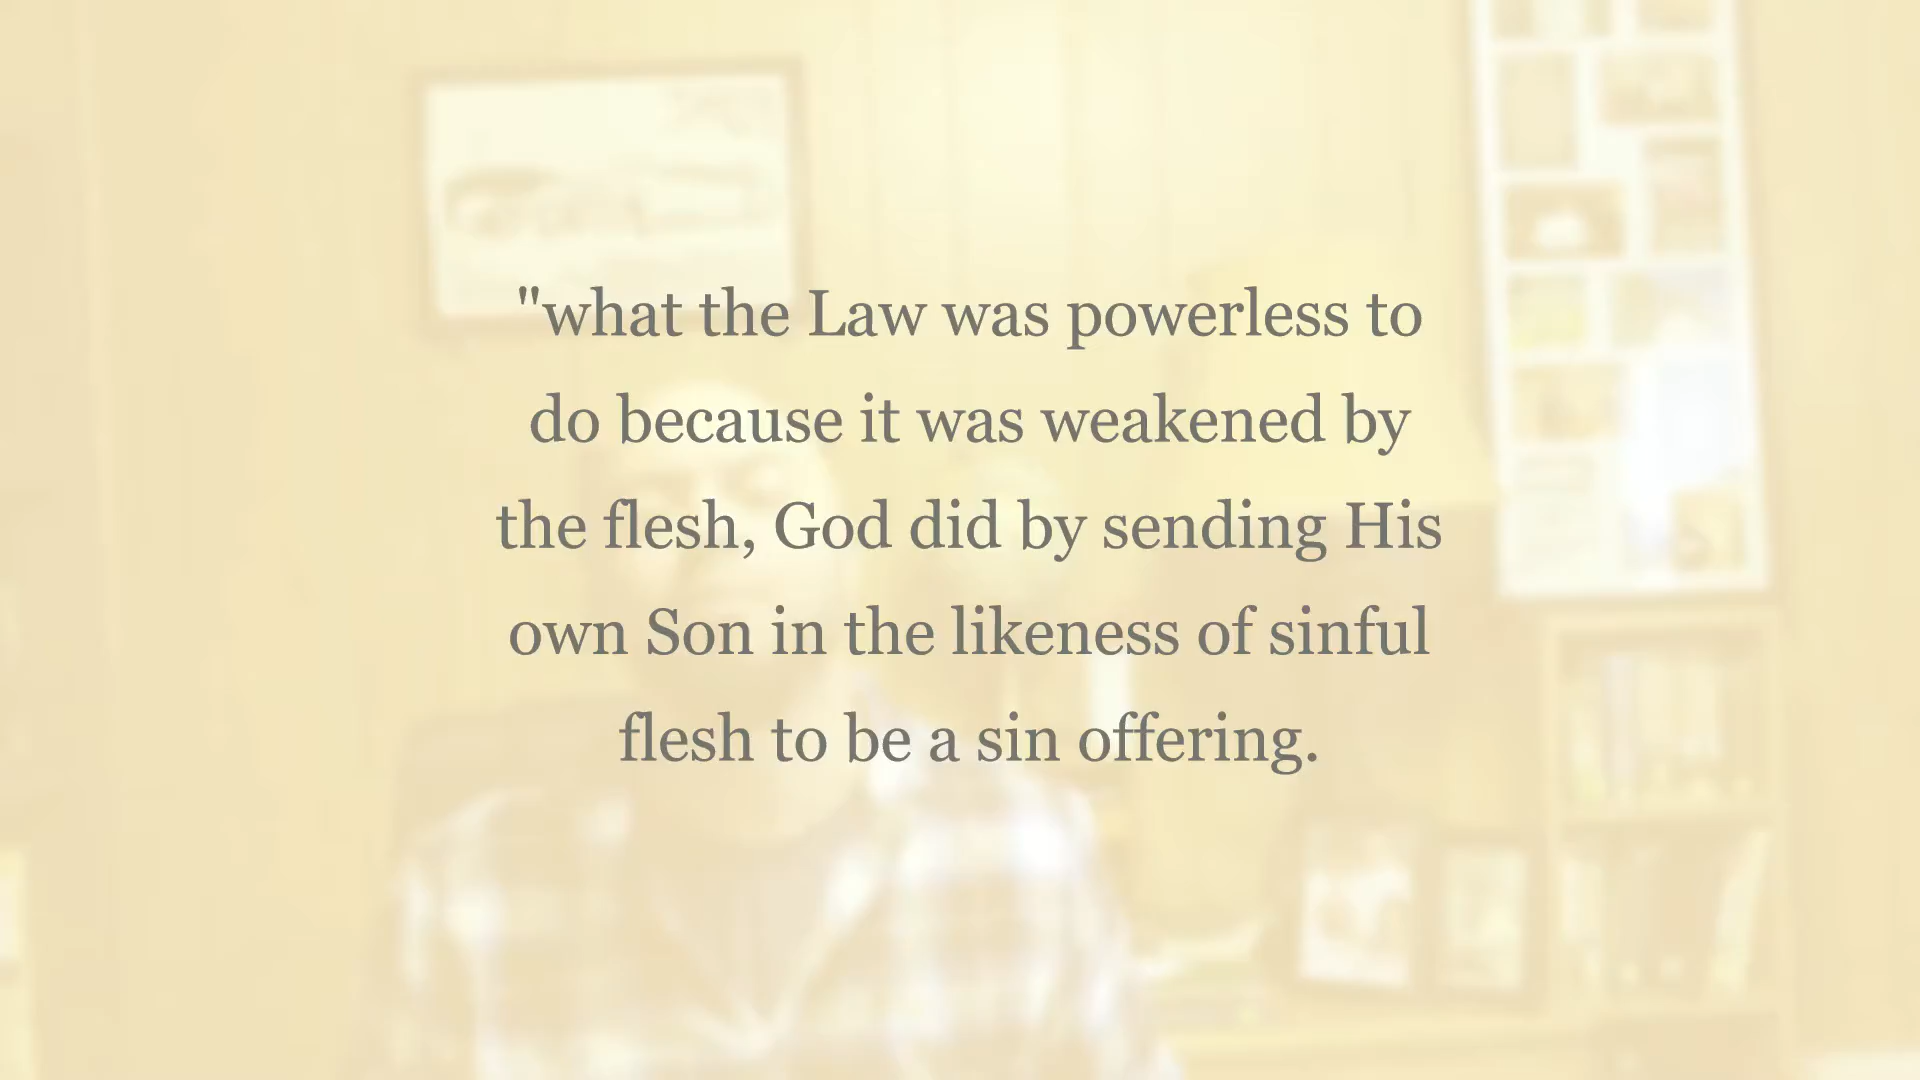 "what the Law was powerless to
do because it was weakened by
the flesh, God did by sending His
own Son in the likeness of sinful
flesh to be a sin offering.